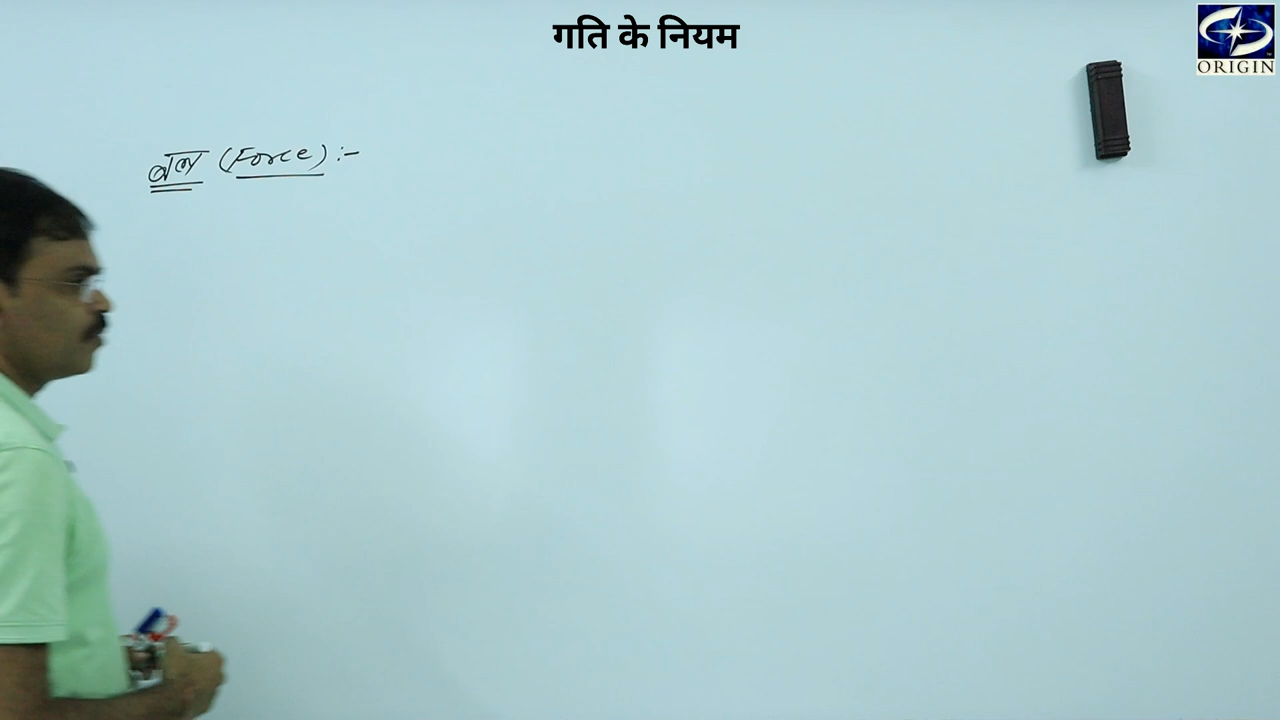 गति के नियम
ORIGIN
बल (Force) :-